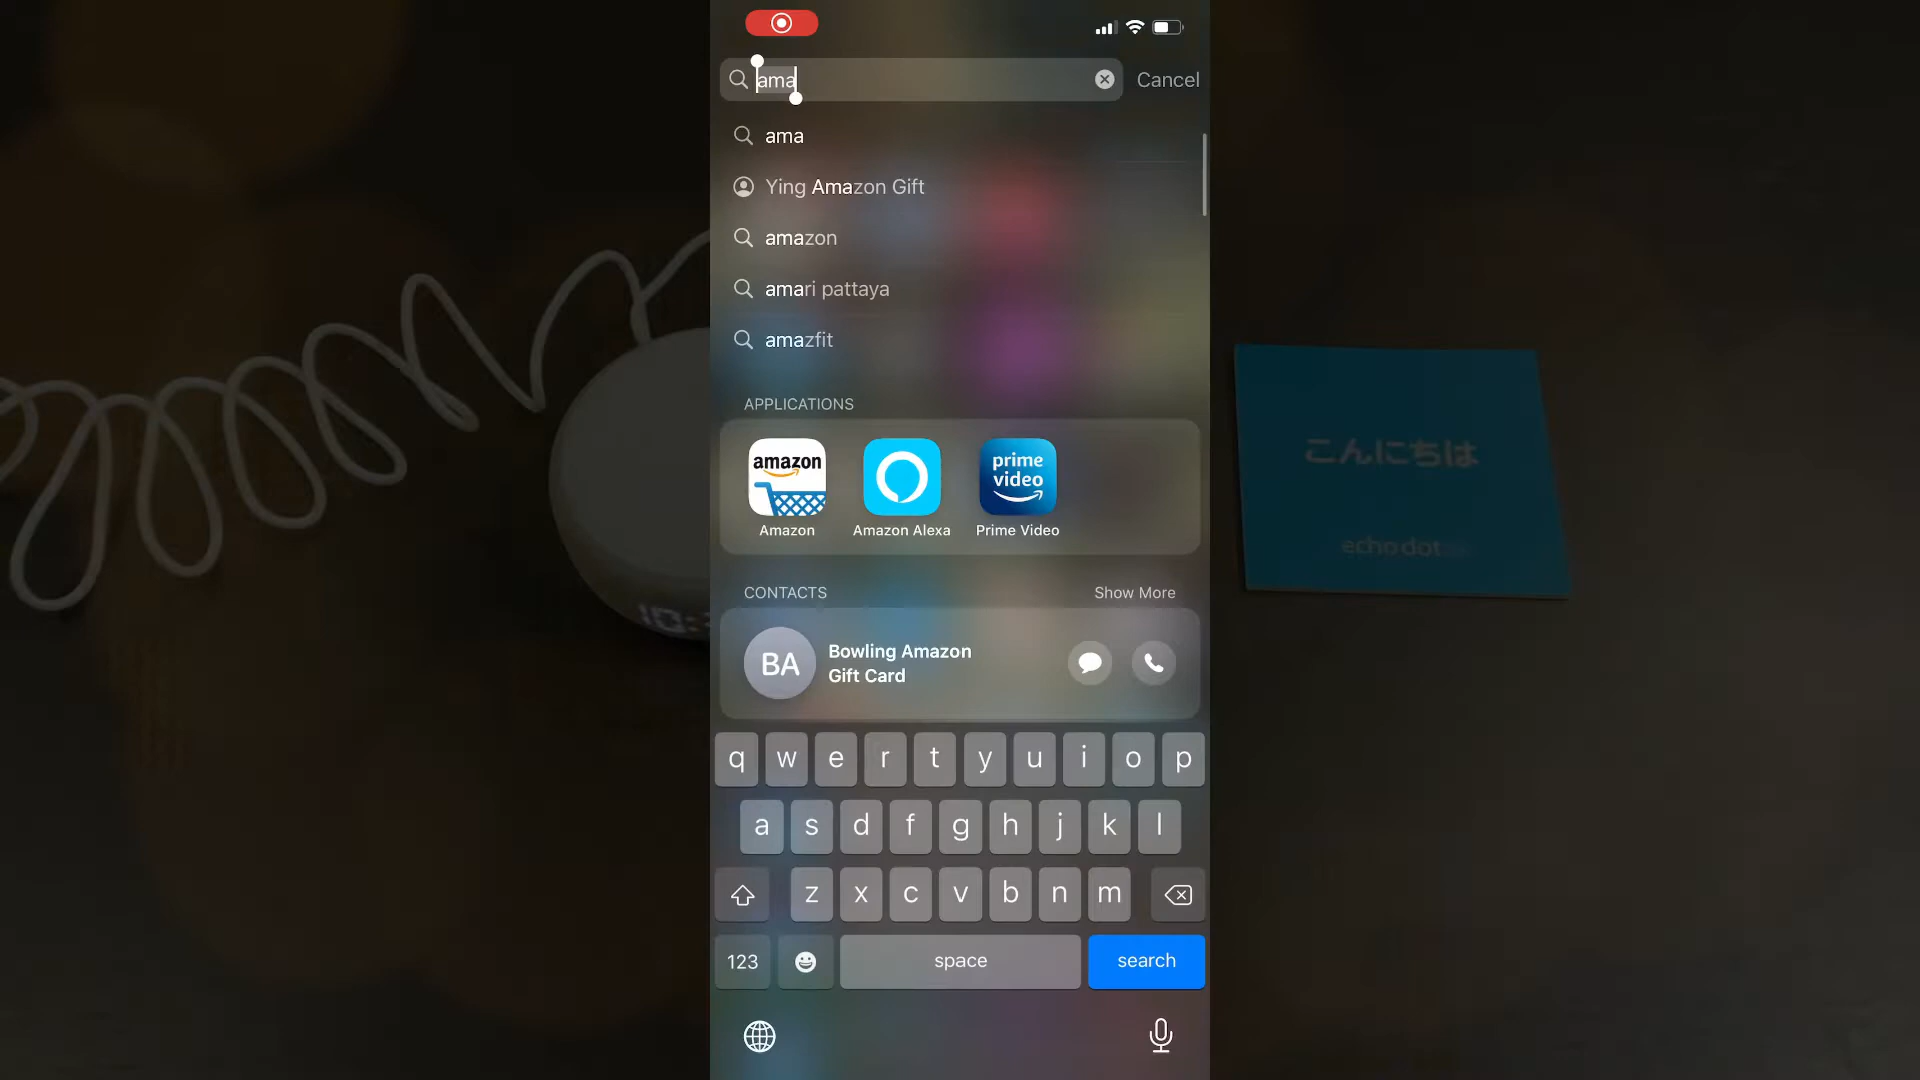 ama
Cancel
ama
Ying Amazon Gift
amazon
amari pattaya
amazfit
APPLICATIONS
amazon
prime
video
Amazon
Amazon Alexa
Prime Video
CONTACTS
Show More
BA
Bowling Amazon
Gift Card
q w e r t y u i o p
a s d f g h j k l
z x c v b n m
123
space
search
こんにちは
echo dot
10: